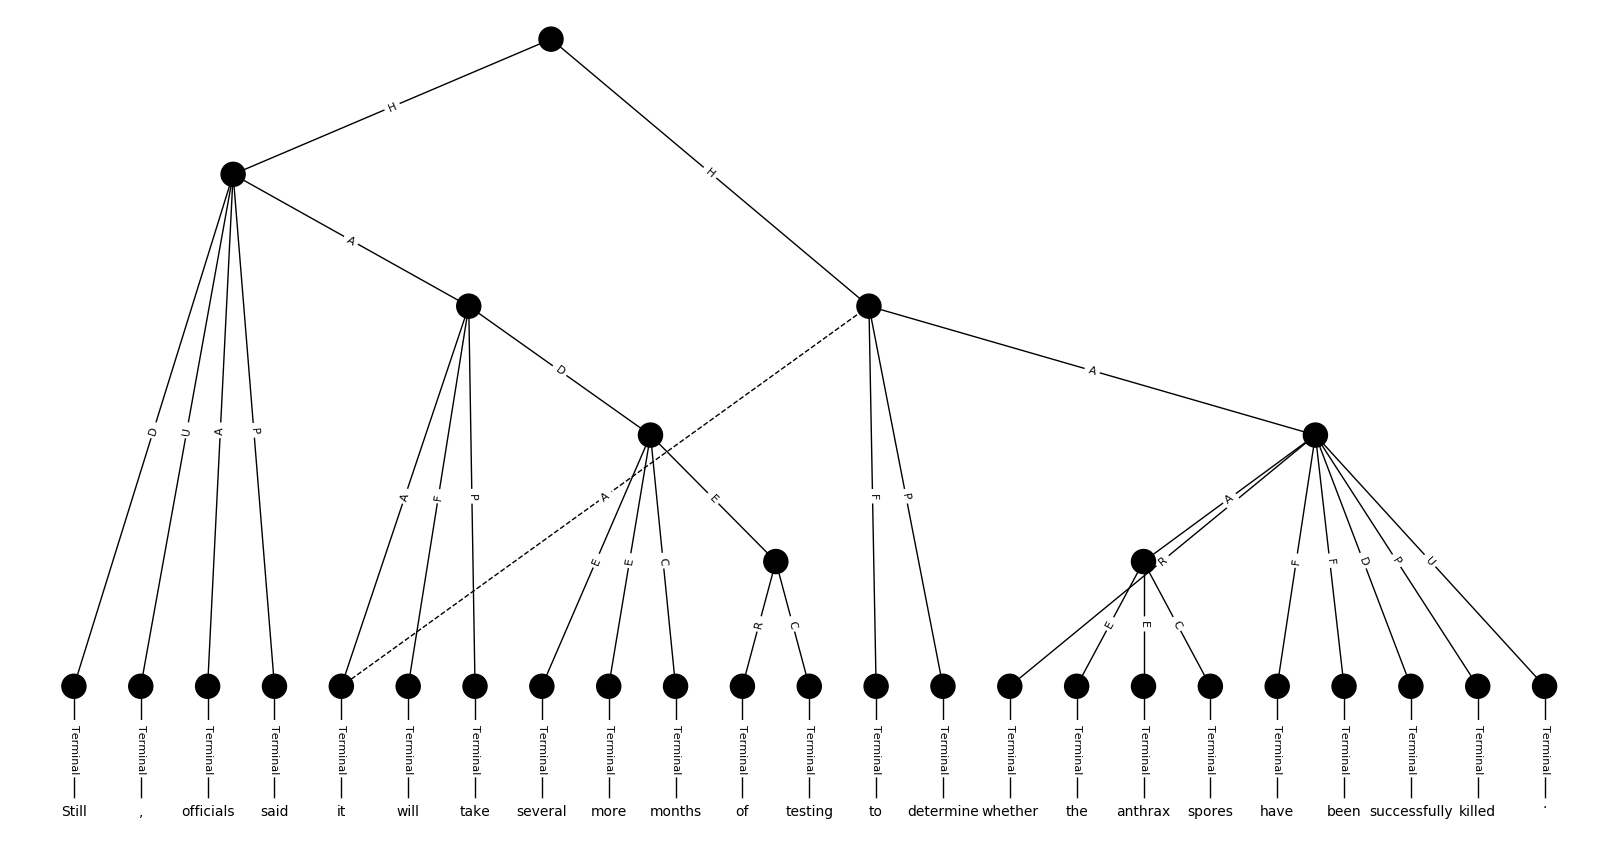 H
H
A
D
A
D U A P
A F P
A
F P
E
A
E E C
R
F F D P U
R C
E E C
Terminal Terminal Terminal Terminal Terminal Terminal Terminal Terminal Terminal Terminal Terminal Terminal Terminal Terminal Terminal Terminal Terminal Terminal Terminal Terminal Terminal Terminal Terminal
Still , officials said it will take several more months of testing to determine whether the anthrax spores have been successfully killed .